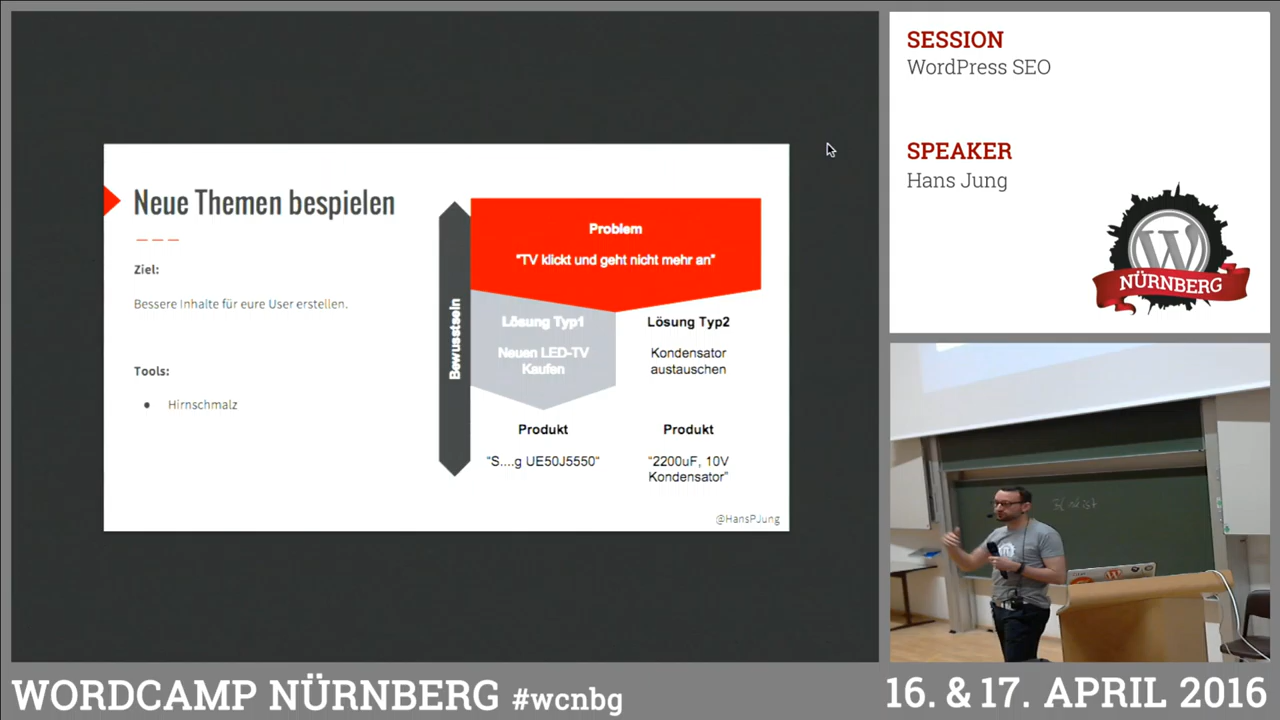 Neue Themen bespielen
Ziel:
Bessere Inhalte für eure User erstellen.
Tools:
● Hirnschmalz
Bewusstsein
Problem
"TV klickt und geht nicht mehr an"
Lösung Typ1
Neuen LED-TV
Kaufen
Lösung Typ2
Kondensator
austauschen
Produkt
"S....g UE50J5550"
Produkt
"2200uF, 10V
Kondensator"
@HansPJung
SESSION
WordPress SEO
SPEAKER
Hans Jung
NÜRNBERG
WORDCAMP NÜRNBERG #wcnbg
16. & 17. APRIL 2016